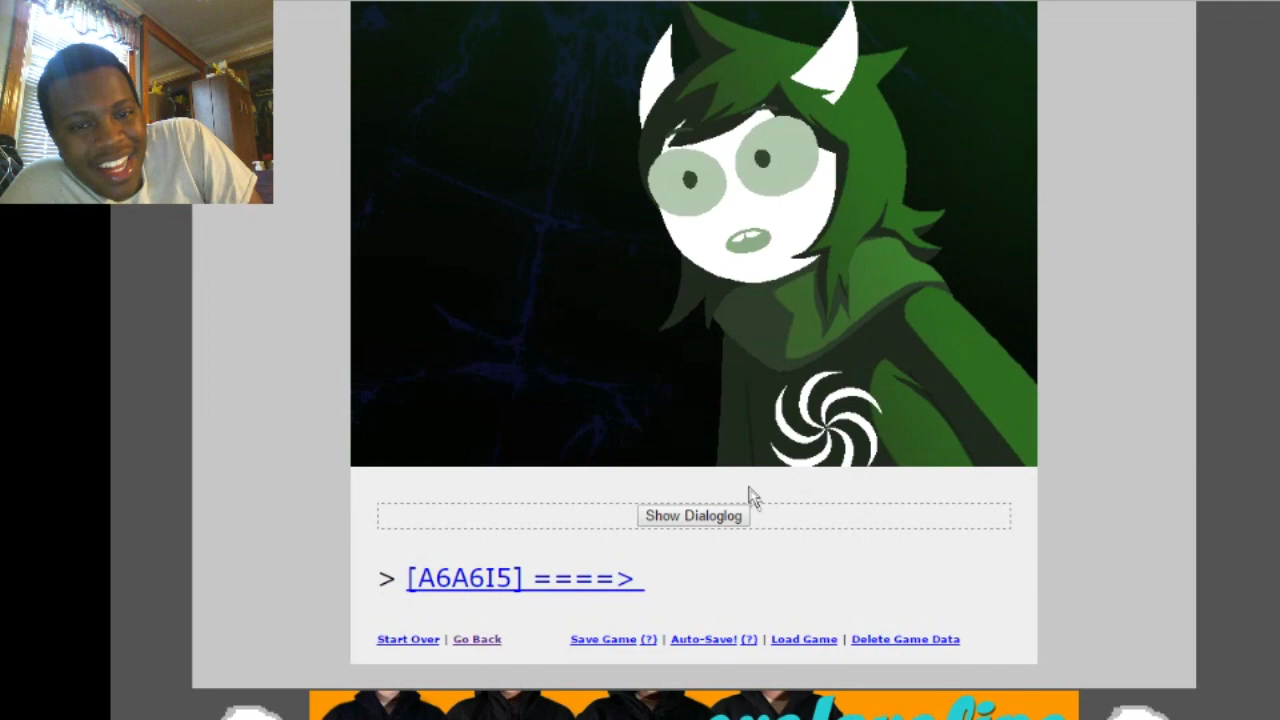 Show Dialoglog
> [A6A6I5] ====>
Start Over | Go Back Save Game (?) | Auto-Save! (?) | Load Game | Delete Game Data